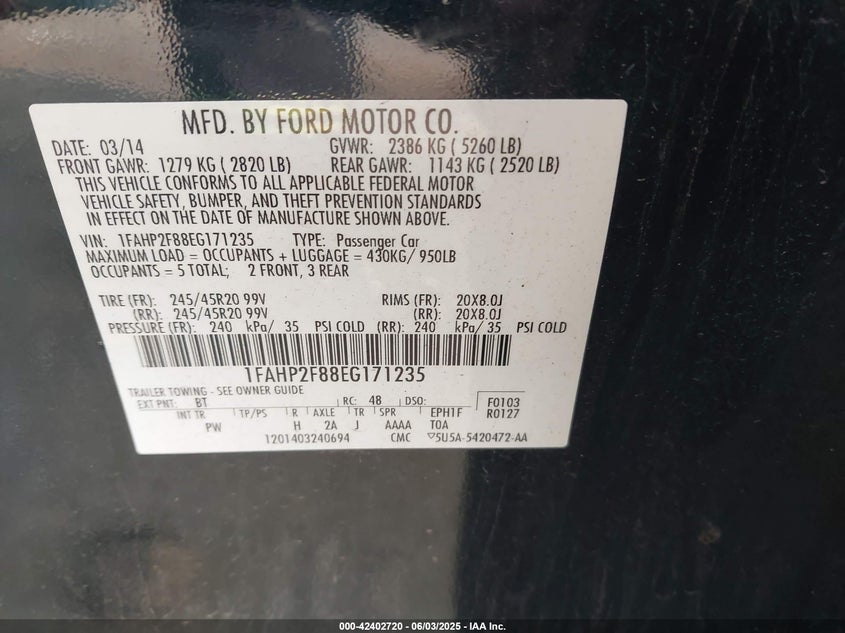 MFD. BY FORD MOTOR CO.
DATE: 03/14 GVWR: 2386 KG ( 5260 LB)
FRONT GAWR: 1279 KG ( 2820 LB) REAR GAWR: 1143 KG ( 2520 LB)
THIS VEHICLE CONFORMS TO ALL APPLICABLE FEDERAL MOTOR
VEHICLE SAFETY, BUMPER, AND THEFT PREVENTION STANDARDS
IN EFFECT ON THE DATE OF MANUFACTURE SHOWN ABOVE.
VIN: 1FAHP2F88EG171235 TYPE: Passenger Car
MAXIMUM LOAD = OCCUPANTS + LUGGAGE = 430KG/ 950LB
OCCUPANTS = 5 TOTAL; 2 FRONT, 3 REAR
TIRE (FR): 245/45R20 99V RIMS (FR): 20X8.0J
(RR): 245/45R20 99V (RR): 20X8.0J
PRESSURE (FR): 240 kPa/ 35 PSI COLD (RR): 240 kPa/ 35 PSI COLD
1FAHP2F88EG171235
TRAILER TOWING - SEE OWNER GUIDE
EXT PNT: BT RC: 48 DSO: F0103
INT TR TP/PS R AXLE TR SPR EPH1F R0127
PW H 2A J AAAA TOA
1201403240694 CMC 5U5A-5420472-AA
000-42402720 - 06/03/2025 - IAA Inc.